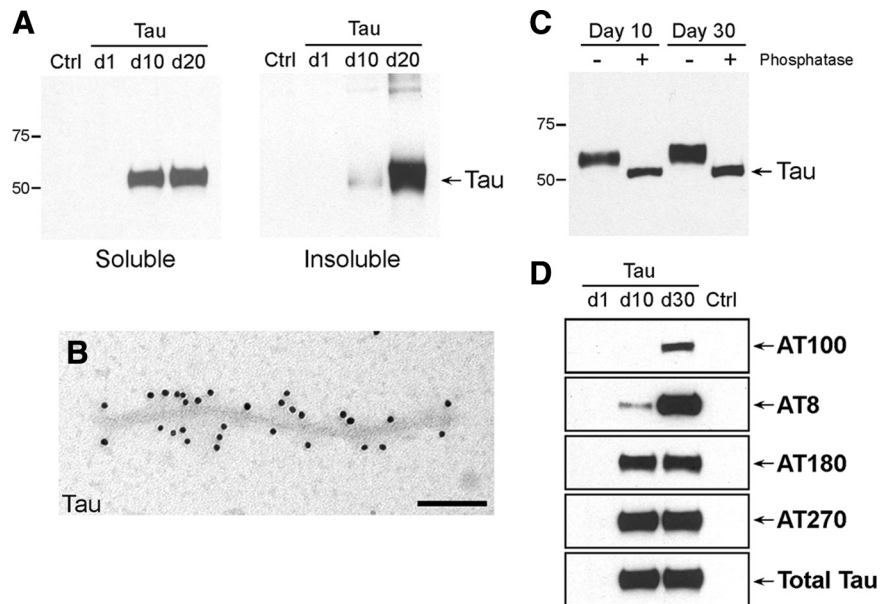 A
Tau
Tau
Ctrl d1 d10 d20
Ctrl d1 d10 d20
75
50
← Tau
Soluble
Insoluble
B
Tau
C
Day 10 Day 30
- + - + Phosphatase
75
50
← Tau
D
Tau
d1 d10 d30 Ctrl
← AT100
← AT8
← AT180
← AT270
← Total Tau